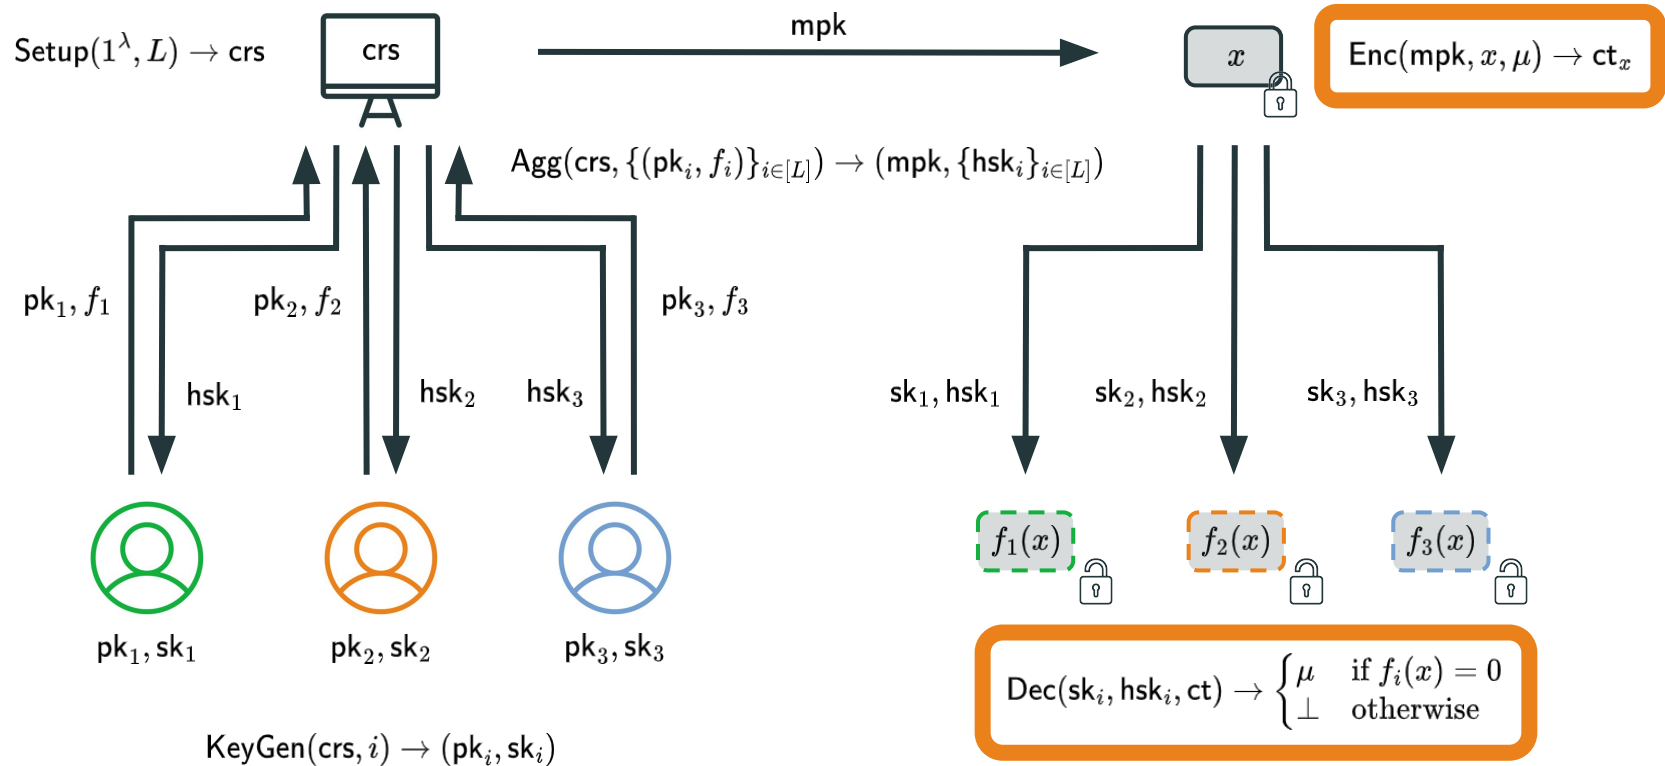 Setup(1^λ, L) → crs
crs
mpk
x
Enc(mpk, x, μ) → ct_x
Agg(crs, {(pk_i, f_i)}_{i∈[L]}) → (mpk, {hsk_i}_{i∈[L]})
pk_1, f_1
pk_2, f_2
pk_3, f_3
hsk_1
hsk_2
hsk_3
sk_1, hsk_1
sk_2, hsk_2
sk_3, hsk_3
f_1(x)
f_2(x)
f_3(x)
pk_1, sk_1
pk_2, sk_2
pk_3, sk_3
Dec(sk_i, hsk_i, ct) → { μ if f_i(x) = 0
⊥ otherwise
KeyGen(crs, i) → (pk_i, sk_i)